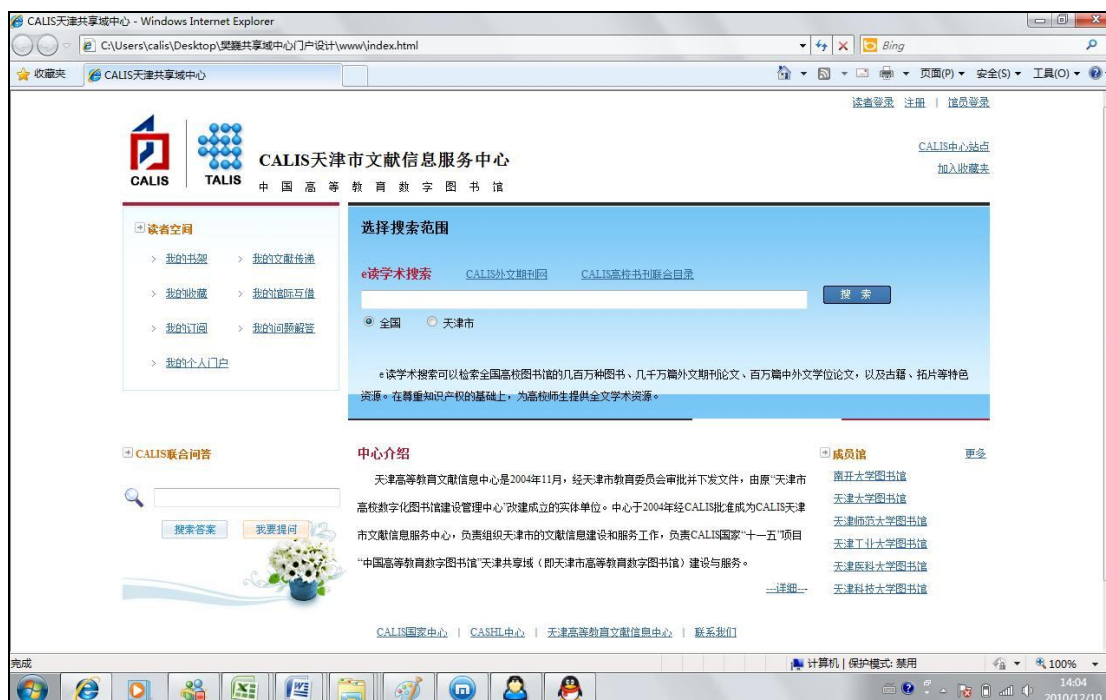 CALIS天津共享域中心 - Windows Internet Explorer
C:\Users\calis\Desktop\樊巍共享域中心门户设计\www\index.html
Bing
收藏夹
CALIS天津共享域中心
页面(P) 安全(S) 工具(O)
读者登录 注册 | 馆员登录
CALIS
TALIS
CALIS天津市文献信息服务中心
中国高等教育数字图书馆
CALIS中心站点
加入收藏夹
读者空间
我的书架 我的文献传递
我的收藏 我的馆际互借
我的订阅 我的问题解答
我的个人门户
选择搜索范围
e读学术搜索 CALIS外文期刊网 CALIS高校书刊联合目录
搜 索
全国 天津市
e读学术搜索可以检索全国高校图书馆的几百万种图书、几千万篇外文期刊论文、百万篇中外文学位论文，以及古籍、拓片等特色
资源。在尊重知识产权的基础上，为高校师生提供全文学术资源。
CALIS联合问答
搜索答案 我要提问
中心介绍
天津高等教育文献信息中心是2004年11月，经天津市教育委员会审批并下发文件，由原“天津市
高校数字化图书馆建设管理中心”改建成立的实体单位。中心于2004年经CALIS批准成为CALIS天津
市文献信息服务中心，负责组织天津市的文献信息建设和服务工作，负责CALIS国家“十一五”项目
“中国高等教育数字图书馆”天津共享域（即天津市高等教育数字图书馆）建设与服务。
---详细---
成员馆 更多
南开大学图书馆
天津大学图书馆
天津师范大学图书馆
天津工业大学图书馆
天津医科大学图书馆
天津科技大学图书馆
CALIS国家中心 | CASHL中心 | 天津高等教育文献信息中心 | 联系我们
完成
计算机 | 保护模式: 禁用
100%
14:04
2010/12/10